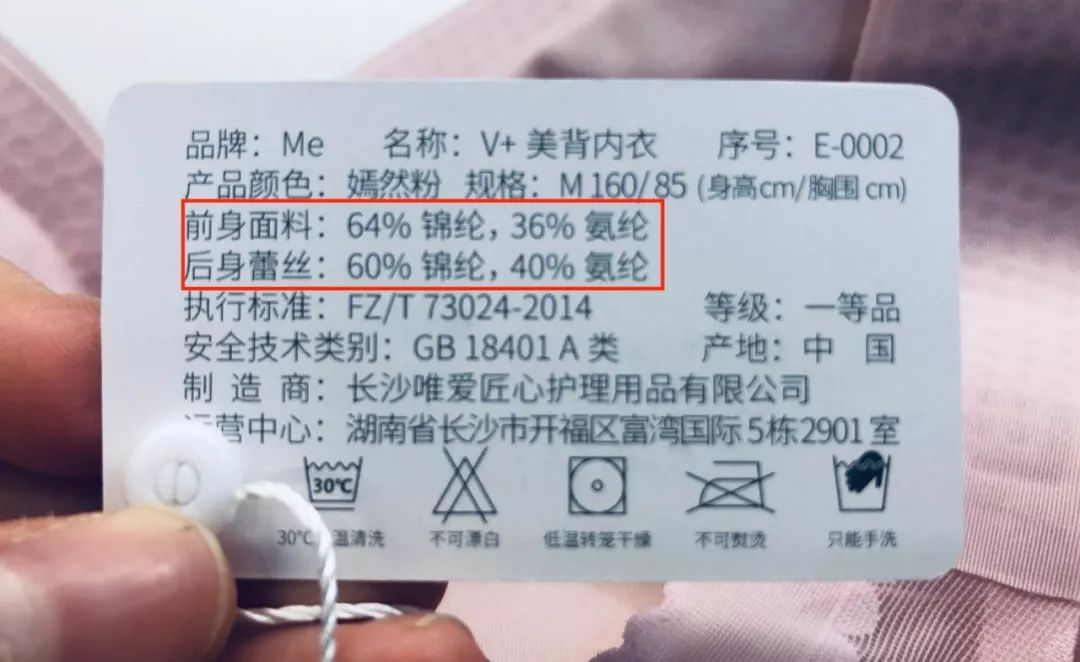 品牌：Me 名称：V+ 美背内衣 序号：E-0002
产品颜色：嫣然粉 规格：M 160/85 (身高cm/胸围cm)
前身面料：64% 锦纶，36% 氨纶
后身蕾丝：60% 锦纶，40% 氨纶
执行标准：FZ/T 73024-2014 等级：一等品
安全技术类别：GB 18401 A 类 产地：中 国
制 造 商：长沙唯爱匠心护理用品有限公司
运营中心：湖南省长沙市开福区富湾国际5栋2901 室
30℃
30℃ 温清洗 不可漂白 低温转笼干燥 不可熨烫 只能手洗